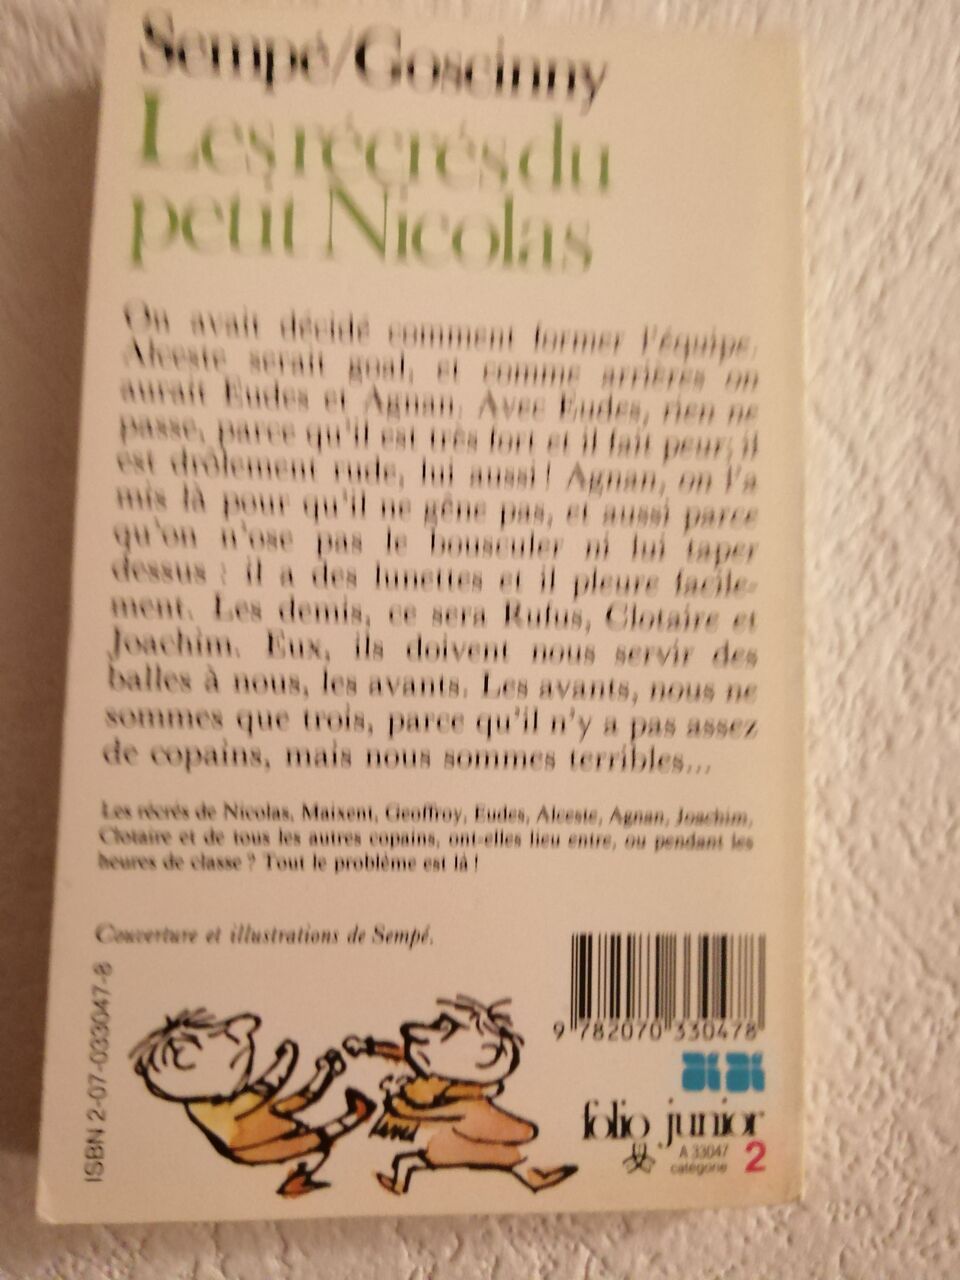 Sempé/Goscinny
Les récrés du
petit Nicolas
On avait décidé comment former l'équipe.
Alceste serait goal, et comme arrières on
aurait Eudes et Agnan. Avec Eudes, rien ne
passe, parce qu'il est très fort et il fait peur; il
est drôlement rude, lui aussi! Agnan, on l'a
mis là pour qu'il ne gêne pas, et aussi parce
qu'on n'ose pas le bousculer ni lui taper
dessus : il a des lunettes et il pleure facile-
ment. Les demis, ce sera Rufus, Clotaire et
Joachim. Eux, ils doivent nous servir des
balles à nous, les avants. Les avants, nous ne
sommes que trois, parce qu'il n'y a pas assez
de copains, mais nous sommes terribles...
Les récrés de Nicolas, Maixent, Geoffroy, Eudes, Alceste, Agnan, Joachim,
Clotaire et de tous les autres copains, ont-elles lieu entre, ou pendant les
heures de classe ? Tout le problème est là !
Couverture et illustrations de Sempé.
ISBN 2-07-033047-8
9 782070 330478
folio junior
A 33047
catégorie 2